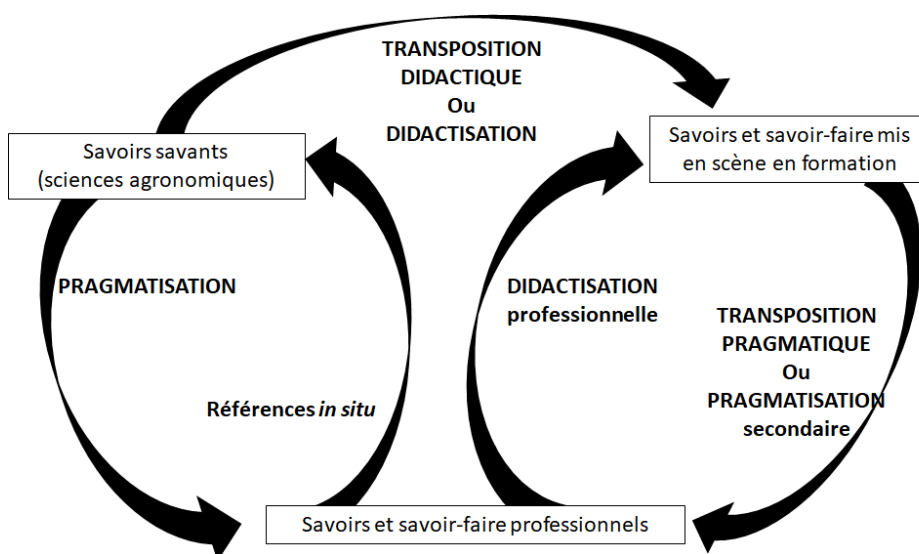 TRANSPOSITION
DIDACTIQUE
Ou
DIDACTISATION
Savoirs savants
(sciences agronomiques)
Savoirs et savoir-faire mis
en scène en formation
PRAGMATISATION
DIDACTISATION
professionnelle
TRANSPOSITION
PRAGMATIQUE
Ou
PRAGMATISATION
secondaire
Références in situ
Savoirs et savoir-faire professionnels